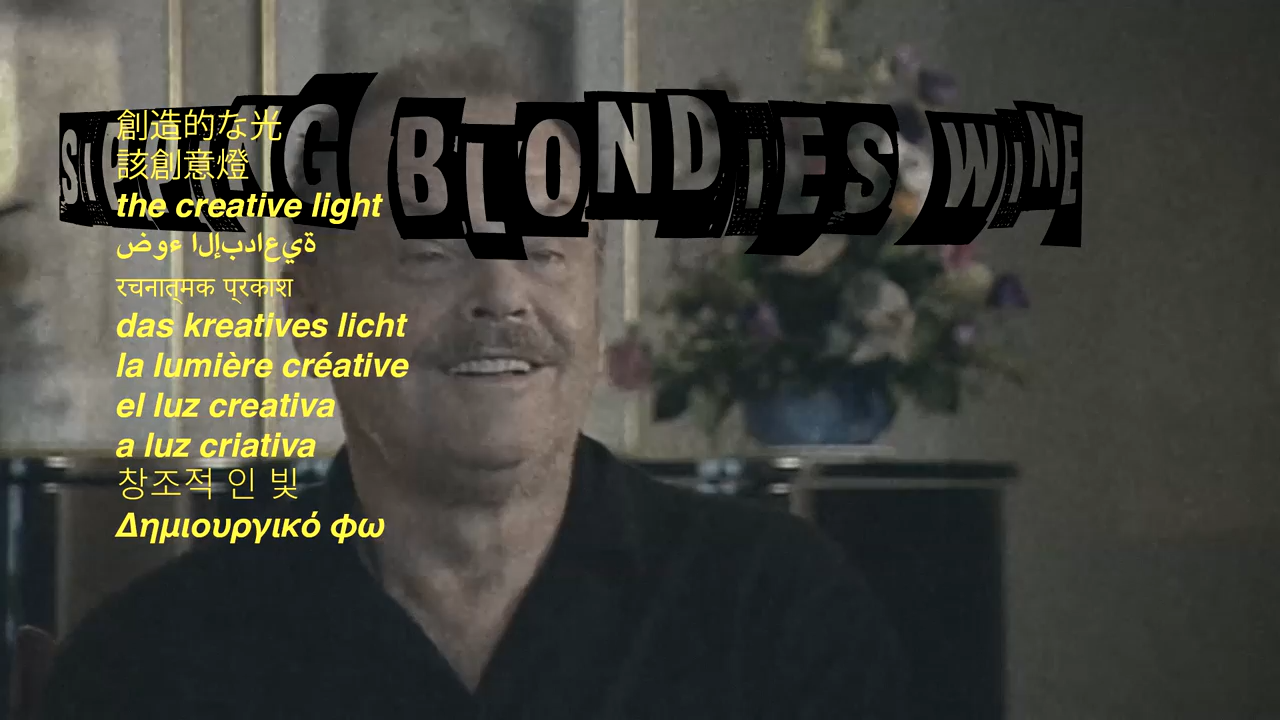 SIPPING BLONDIES WINE
創造的な光
該創意燈
the creative light
ضوء الإبداعية
रचनात्मक प्रकाश
das kreatives licht
la lumière créative
el luz creativa
a luz criativa
창조적 인 빛
Δημιουργικό φω